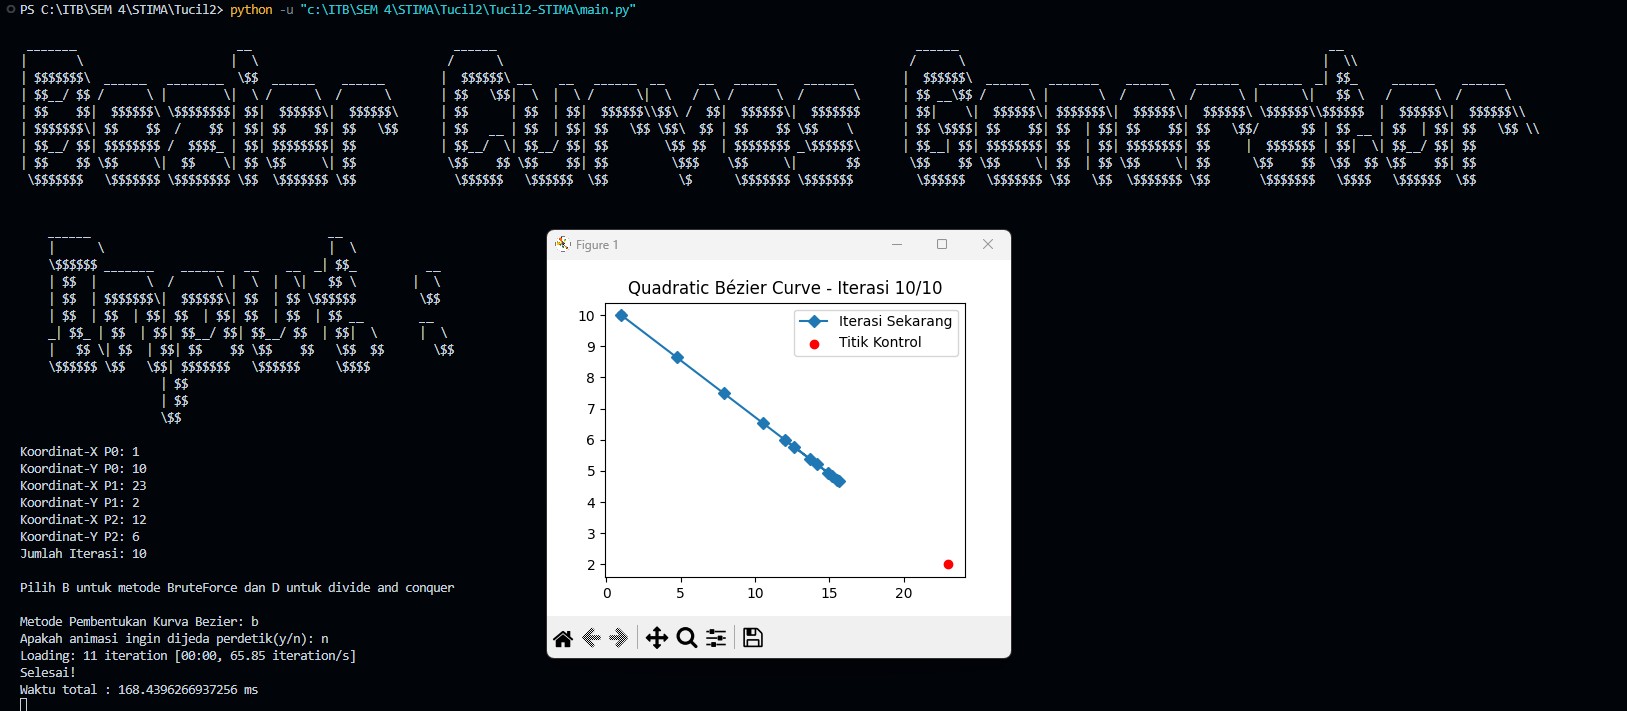 PS C:\ITB\SEM 4\STIMA\Tucil2> python -u "c:\ITB\SEM 4\STIMA\Tucil2\Tucil2-STIMA\main.py"
Bezier Curves Generator
Input :
Koordinat-X P0: 1
Koordinat-Y P0: 10
Koordinat-X P1: 23
Koordinat-Y P1: 2
Koordinat-X P2: 12
Koordinat-Y P2: 6
Jumlah Iterasi: 10
Pilih B untuk metode BruteForce dan D untuk divide and conquer
Metode Pembentukan Kurva Bezier: b
Apakah animasi ingin dijeda perdetik(y/n): n
Loading: 11 iteration [00:00, 65.85 iteration/s]
Selesai!
Waktu total : 168.4396266937256 ms
Figure 1
Quadratic Bézier Curve - Iterasi 10/10
Iterasi Sekarang
Titik Kontrol
10
9
8
7
6
5
4
3
2
0 5 10 15 20